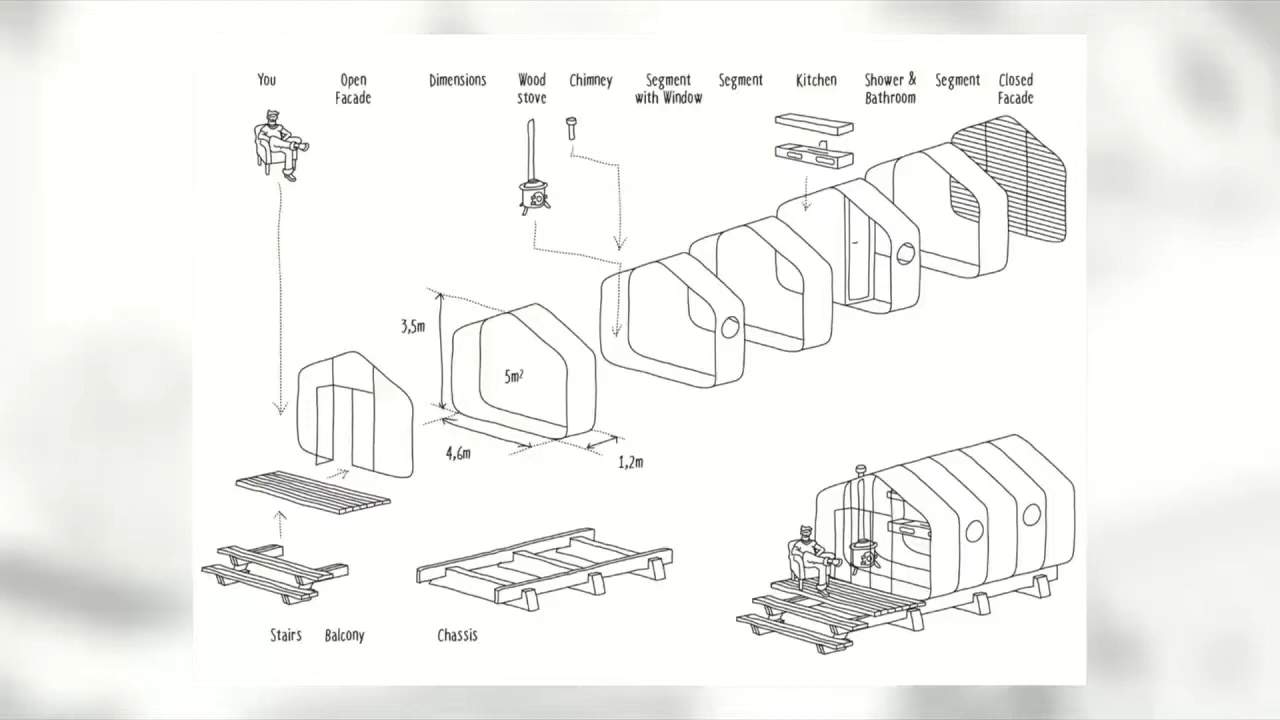 You
Open
Facade
Dimensions
Wood
stove
Chimney
Segment
with Window
Segment
Kitchen
Shower &
Bathroom
Segment
Closed
Facade
3,5m
5m²
4,6m
1,2m
Stairs
Balcony
Chassis